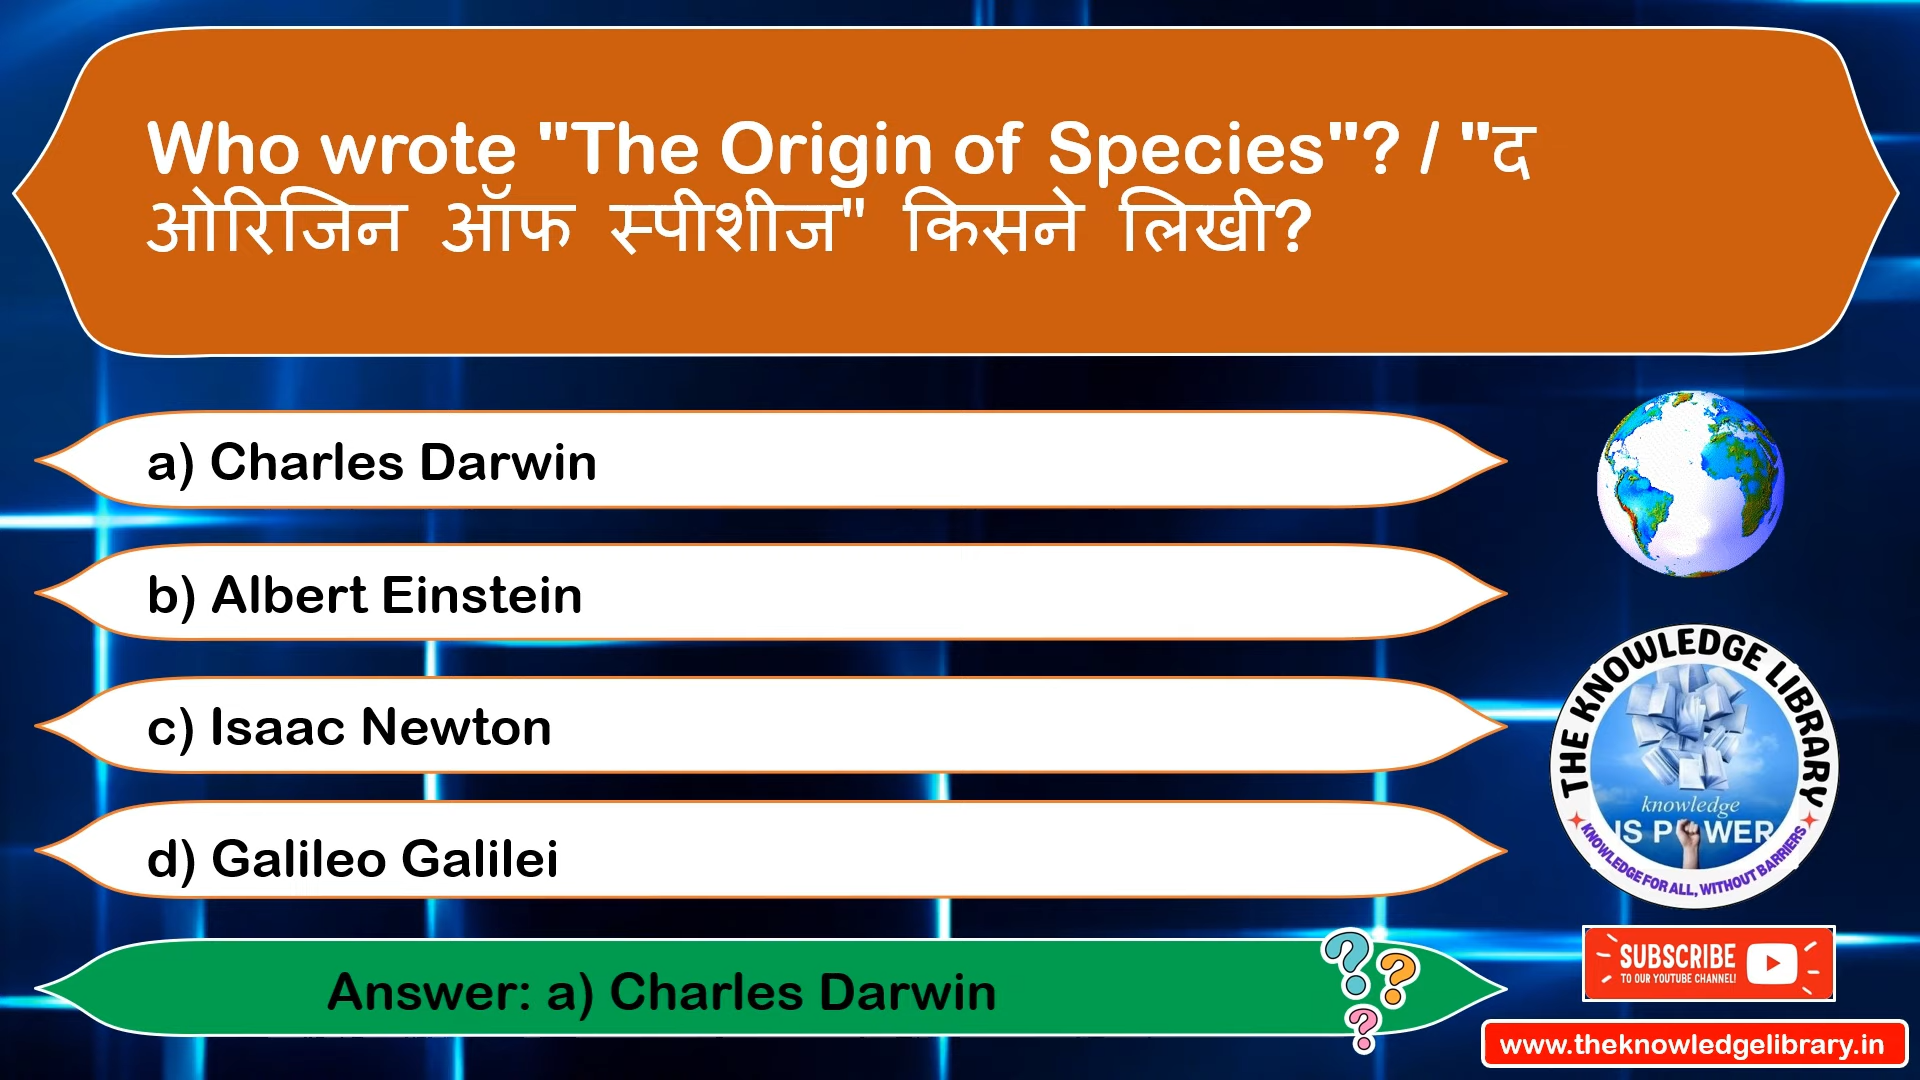 Who wrote "The Origin of Species"? / "द
ओरिजिन ऑफ स्पीशीज" किसने लिखी?
a) Charles Darwin
b) Albert Einstein
c) Isaac Newton
d) Galileo Galilei
Answer: a) Charles Darwin
? ? ?
THE KNOWLEDGE LIBRARY
knowledge
IS POWER
KNOWLEDGE FOR ALL, WITHOUT BARRIERS
SUBSCRIBE
TO OUR YOUTUBE CHANNEL!
www.theknowledgelibrary.in